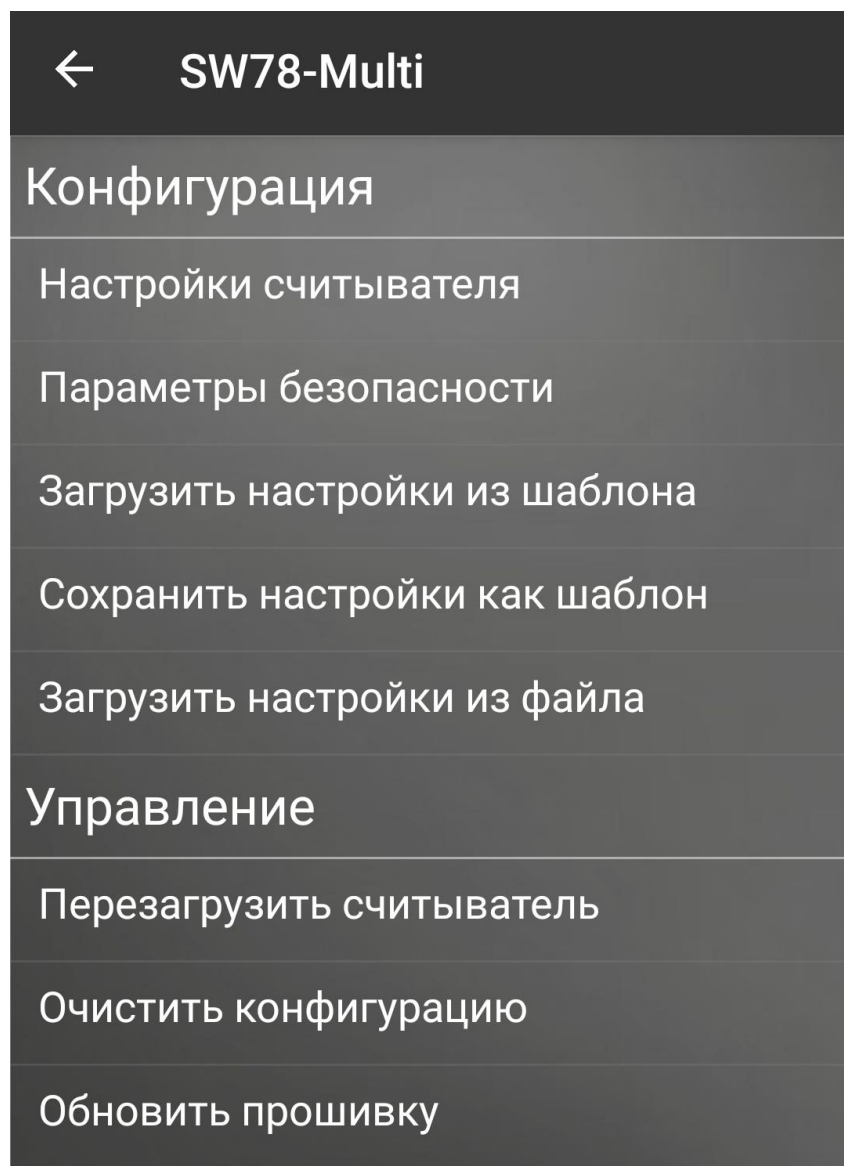 SW78-Multi
Конфигурация
Настройки считывателя
Параметры безопасности
Загрузить настройки из шаблона
Сохранить настройки как шаблон
Загрузить настройки из файла
Управление
Перезагрузить считыватель
Очистить конфигурацию
Обновить прошивку